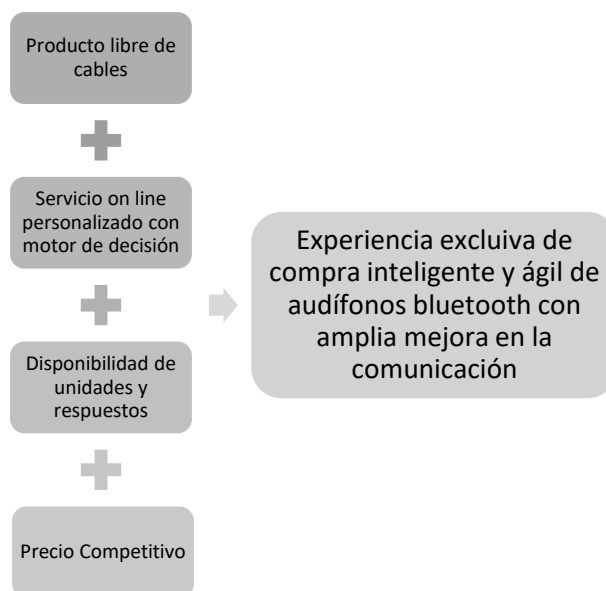 Producto libre de
cables
Servicio on line
personalizado con
motor de decisión
Disponibilidad de
unidades y
respuestos
Precio Competitivo
Experiencia excluiva de
compra inteligente y ágil de
audífonos bluetooth con
amplia mejora en la
comunicación